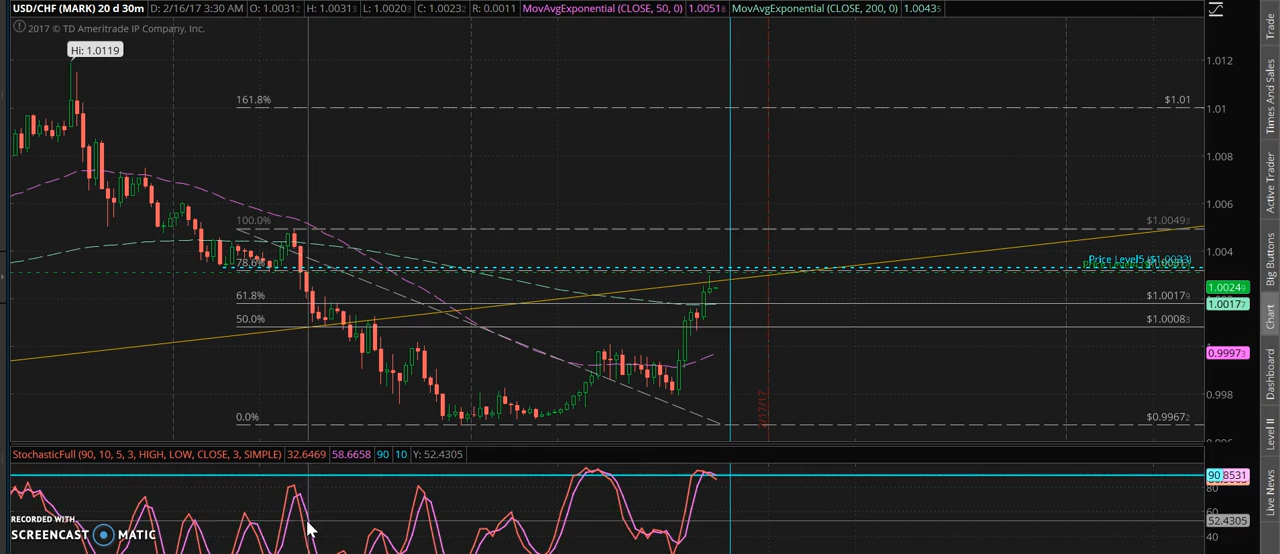 USD/CHF (MARK) 20 d 30m D: 2/16/17 3:30 AM O: 1.0031 H: 1.0031 L: 1.0020 C: 1.0023 R: 0.0011 MovAvgExponential (CLOSE, 50, 0) 1.0051 MovAvgExponential (CLOSE, 200, 0) 1.0043
2017 © TD Ameritrade IP Company, Inc.
Hi: 1.0119
1.012
161.8% $1.01
1.01
1.008
1.006
100.0% $1.0049
1.004
78.6% Price Level5 ($1.0033)
1.0024
61.8% $1.0017 1.0017
50.0% $1.0008
0.9997
0.998
0.0% $0.9967
StochasticFull (90, 10, 5, 3, HIGH, LOW, CLOSE, 3, SIMPLE) 32.6469 58.6658 90 10 Y: 52.4305
90 8531
80
60
52.4305
40
RECORDED WITH
SCREENCAST MATIC
Trade
Times And Sales
Active Trader
Big Buttons
Chart
Dashboard
Level II
Live News